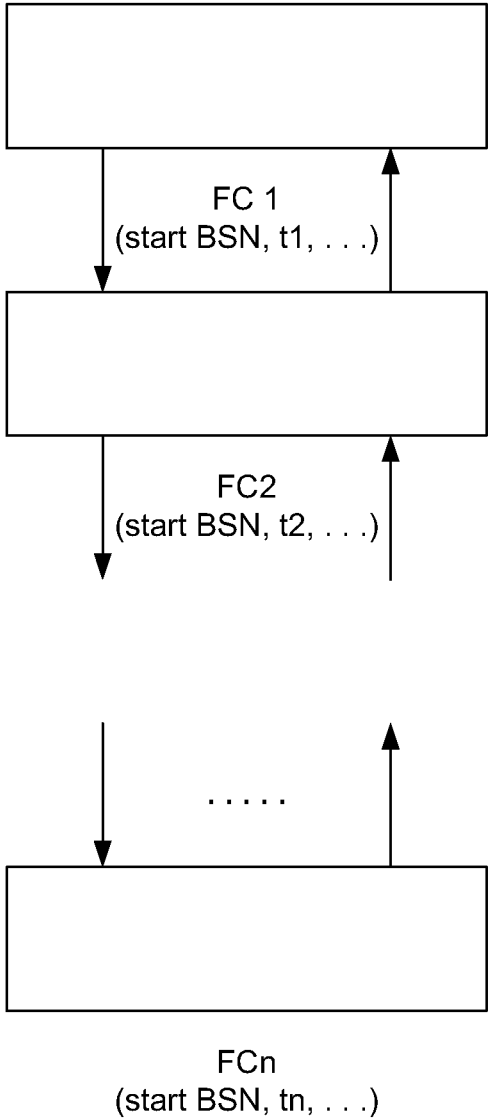 FC 1
(start BSN, t1, . . .)
FC2
(start BSN, t2, . . .)
. . . . .
FCn
(start BSN, tn, . . .)